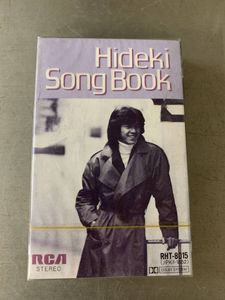 Hideki
Song Book
RCA
STEREO
RHT-8015